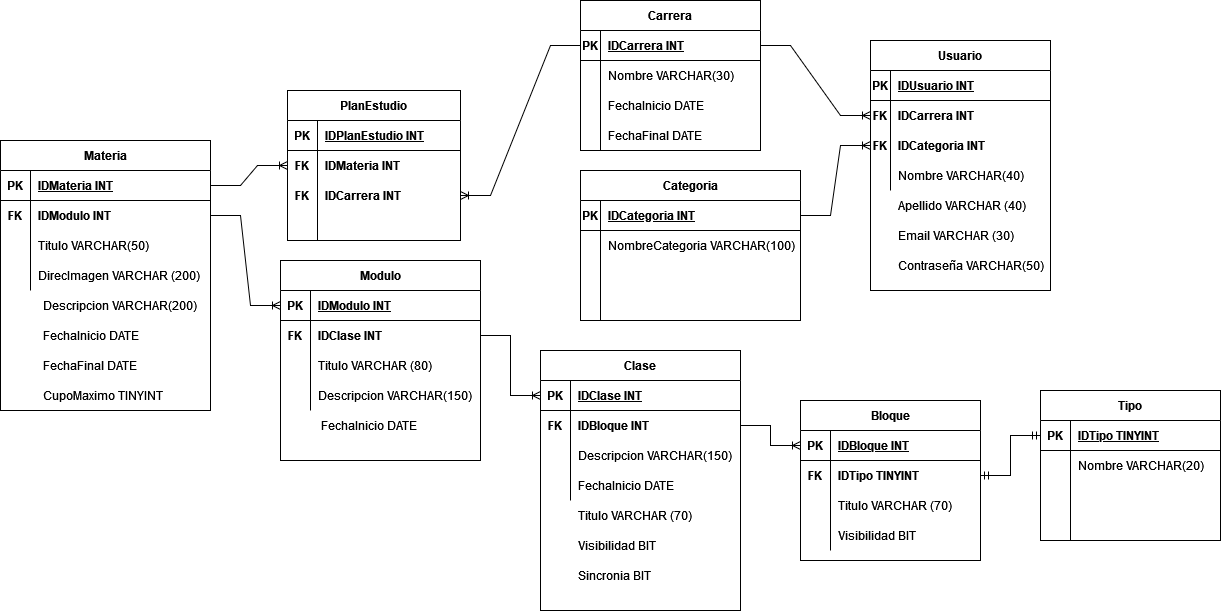 Carrera
PK IDCarrera INT
Nombre VARCHAR(30)
FechaInicio DATE
FechaFinal DATE
Usuario
PK IDUsuario INT
FK IDCarrera INT
FK IDCategoria INT
Nombre VARCHAR(40)
Apellido VARCHAR (40)
Email VARCHAR (30)
Contraseña VARCHAR(50)
PlanEstudio
PK IDPlanEstudio INT
FK IDMateria INT
FK IDCarrera INT
Materia
PK IDMateria INT
FK IDModulo INT
Titulo VARCHAR(50)
DirecImagen VARCHAR (200)
Descripcion VARCHAR(200)
FechaInicio DATE
FechaFinal DATE
CupoMaximo TINYINT
Categoria
PK IDCategoria INT
NombreCategoria VARCHAR(100)
Modulo
PK IDModulo INT
FK IDClase INT
Titulo VARCHAR (80)
Descripcion VARCHAR(150)
FechaInicio DATE
Clase
PK IDClase INT
FK IDBloque INT
Descripcion VARCHAR(150)
FechaInicio DATE
Titulo VARCHAR (70)
Visibilidad BIT
Sincronia BIT
Bloque
PK IDBloque INT
FK IDTipo TINYINT
Titulo VARCHAR (70)
Visibilidad BIT
Tipo
PK IDTipo TINYINT
Nombre VARCHAR(20)